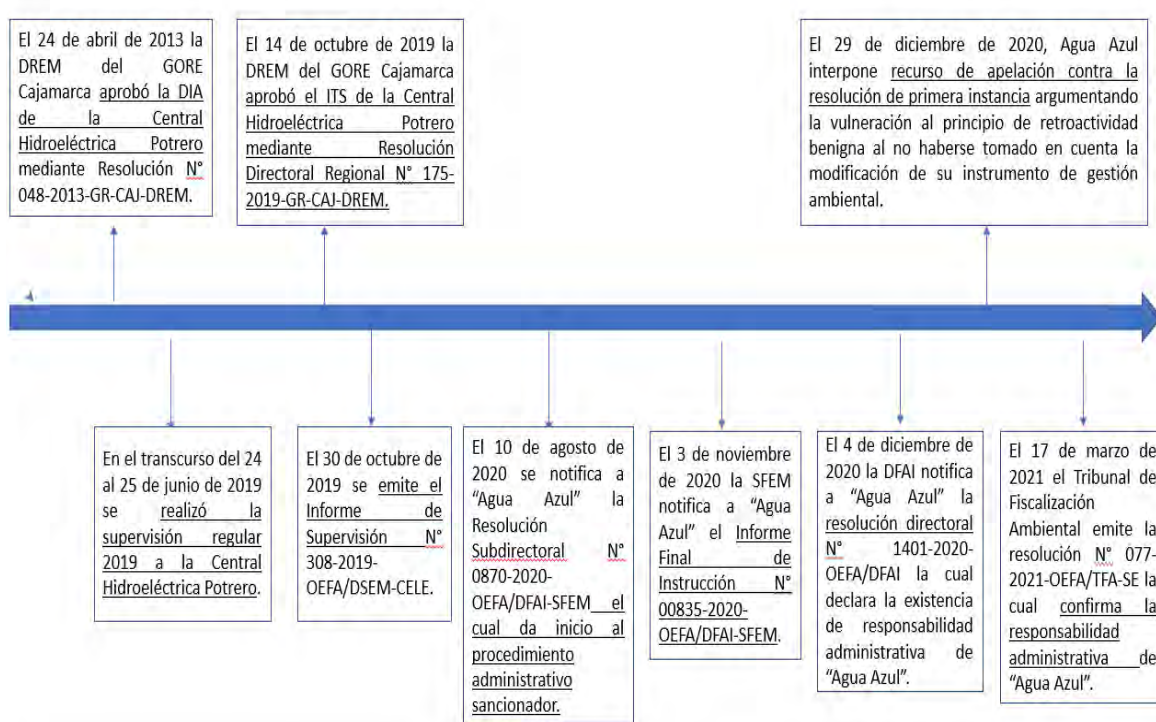 El 24 de abril de 2013 la
DREM del GORE
Cajamarca aprobó la DIA
de la Central
Hidroeléctrica Potrero
mediante Resolución N°
048-2013-GR-CAJ-DREM.
El 14 de octubre de 2019 la
DREM del GORE Cajamarca
aprobó el ITS de la Central
Hidroeléctrica Potrero
mediante Resolución
Directoral Regional N° 175-
2019-GR-CAJ-DREM.
El 29 de diciembre de 2020, Agua Azul
interpone recurso de apelación contra la
resolución de primera instancia argumentando
la vulneración al principio de retroactividad
benigna al no haberse tomado en cuenta la
modificación de su instrumento de gestión
ambiental.
En el transcurso del 24
al 25 de junio de 2019
se realizó la
supervisión regular
2019 a la Central
Hidroeléctrica Potrero.
El 30 de octubre de
2019 se emite el
Informe de
Supervisión N°
308-2019-
OEFA/DSEM-CELE.
El 10 de agosto de
2020 se notifica a
“Agua Azul” la
Resolución
Subdirectoral N°
0870-2020-
OEFA/DFAI-SFEM el
cual da inicio al
procedimiento
administrativo
sancionador.
El 3 de noviembre
de 2020 la SFEM
notifica a “Agua
Azul” el Informe
Final de
Instrucción N°
00835-2020-
OEFA/DFAI-SFEM.
El 4 de diciembre de
2020 la DFAI notifica
a “Agua Azul” la
resolución directoral
N° 1401-2020-
OEFA/DFAI la cual
declara la existencia
de responsabilidad
administrativa de
“Agua Azul”.
El 17 de marzo de
2021 el Tribunal de
Fiscalización
Ambiental emite la
resolución N° 077-
2021-OEFA/TFA-SE la
cual confirma la
responsabilidad
administrativa de
“Agua Azul”.